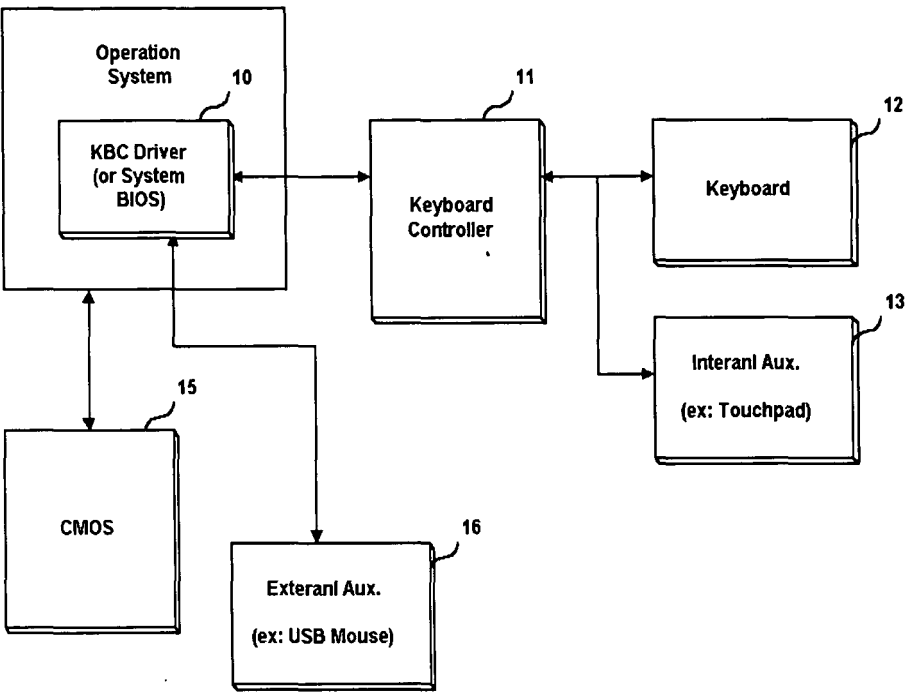 Operation
System
10
KBC Driver
(or System
BIOS)
11
Keyboard
Controller
12
Keyboard
13
Interanl Aux.
(ex: Touchpad)
15
CMOS
16
Exteranl Aux.
(ex: USB Mouse)